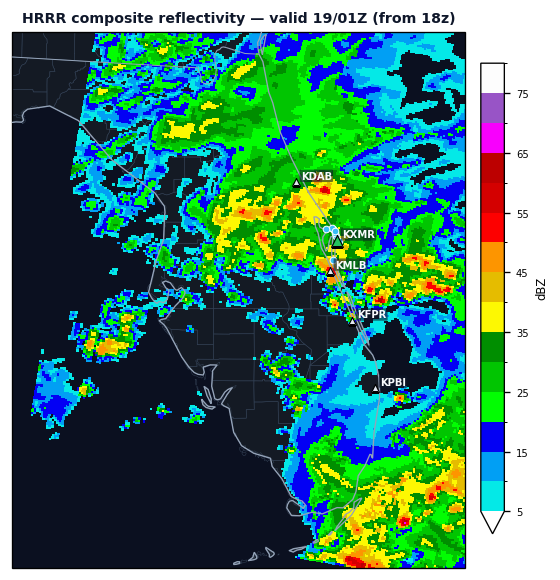 HRRR composite reflectivity — valid 19/01Z (from 18z)
KDAB
KXMR
KMLB
KFPR
KPBI
75
65
55
45
35
25
15
5
dBZ